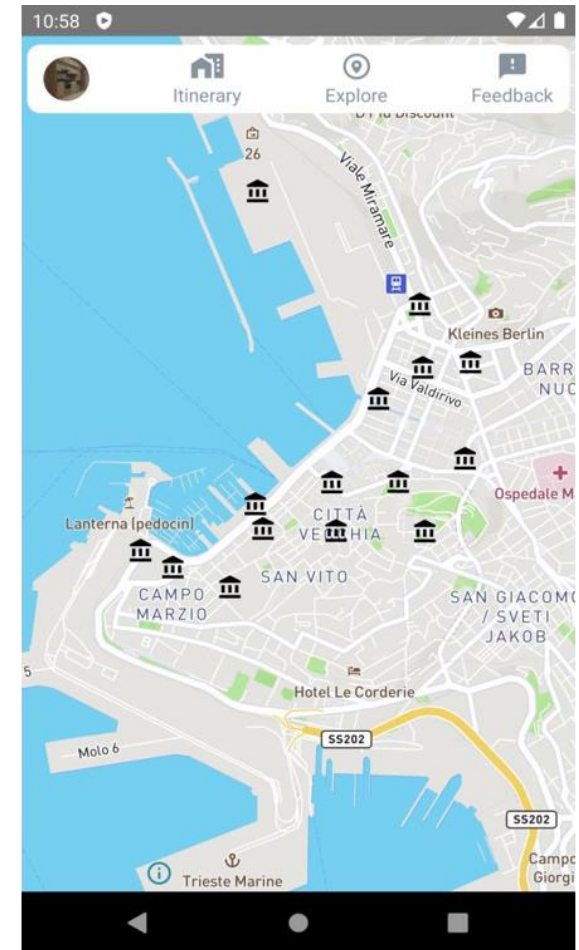 10:58
Itinerary
Explore
Feedback
26
Viale Miramare
Kleines Berlin
Via Valdirivo
BARR
NUO
Ospedale M
Lanterna (pedocin)
CITTÀ
VECCHIA
SAN VITO
CAMPO
MARZIO
SAN GIACOMO
/ SVETI
JAKOB
5
Hotel Le Corderie
SS202
Molo 6
SS202
Campo
Giorgi
Trieste Marine